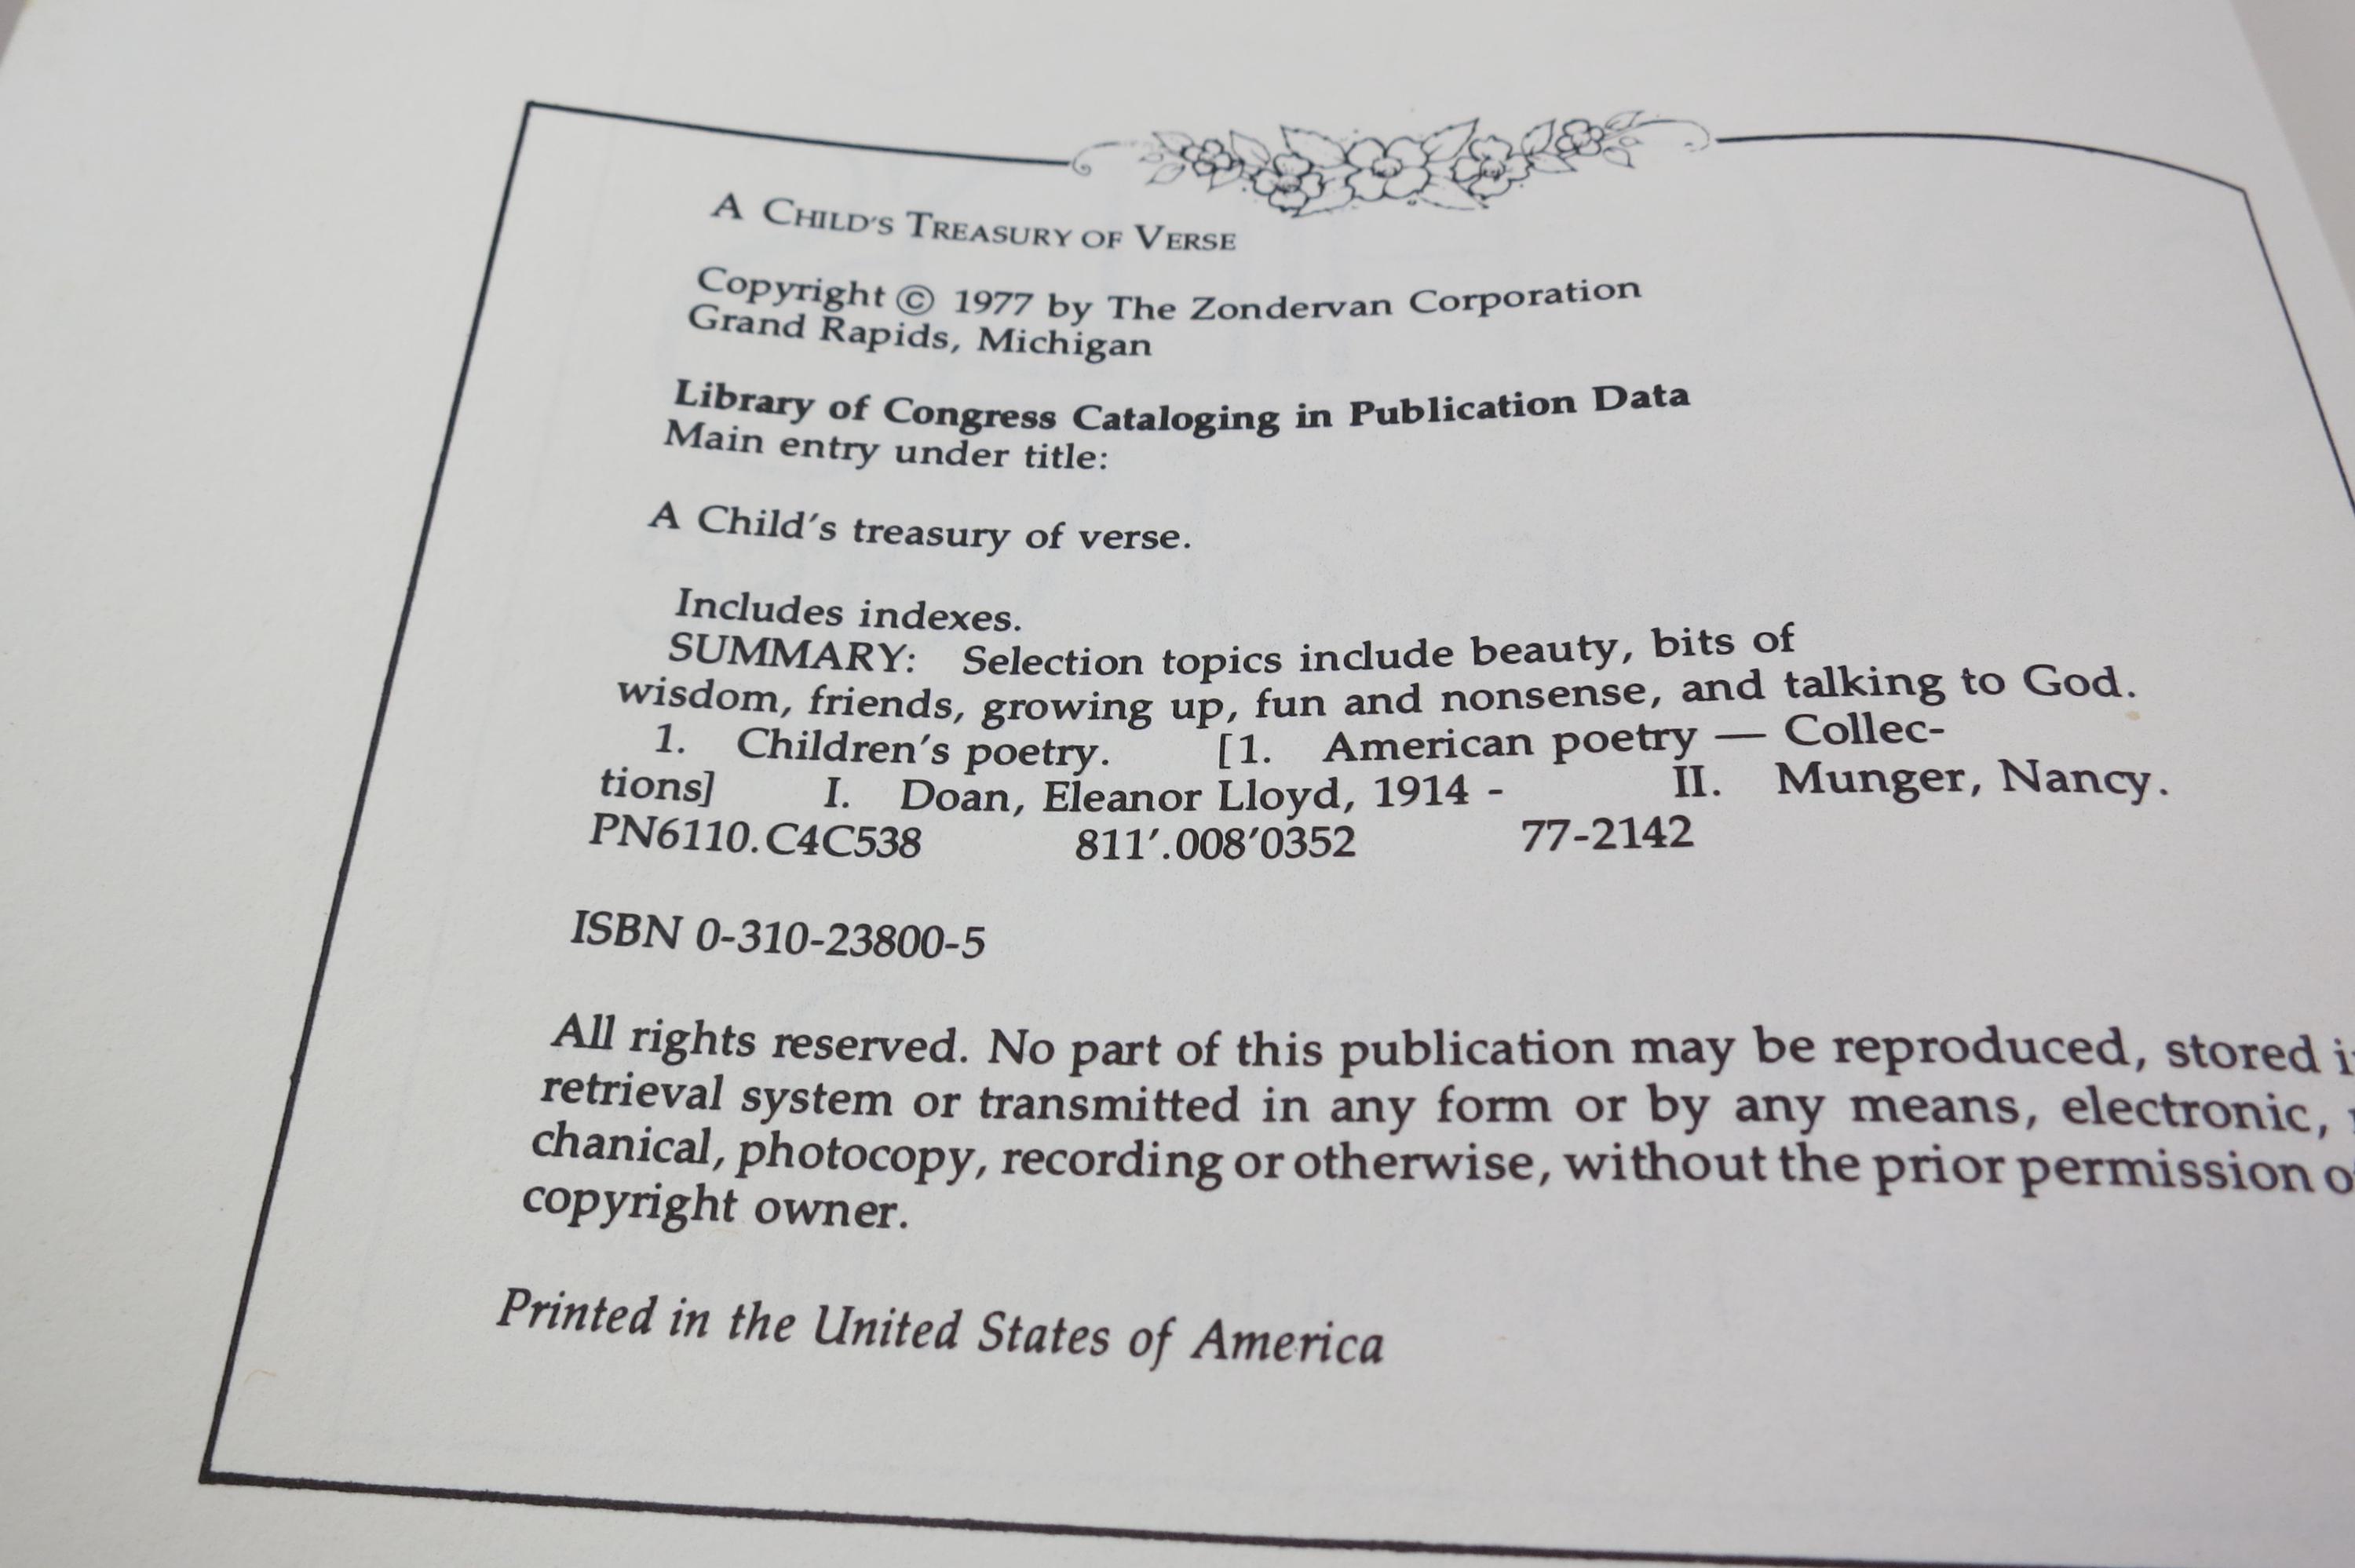 A CHILD'S TREASURY OF VERSE
Copyright © 1977 by The Zondervan Corporation
Grand Rapids, Michigan
Library of Congress Cataloging in Publication Data
Main entry under title:
A Child's treasury of verse.
Includes indexes.
SUMMARY: Selection topics include beauty, bits of
wisdom, friends, growing up, fun and nonsense, and talking to God.
1. Children's poetry. [1. American poetry — Collec-
tions] I. Doan, Eleanor Lloyd, 1914 - II. Munger, Nancy.
PN6110.C4C538 811′.008′0352 77-2142
ISBN 0-310-23800-5
All rights reserved. No part of this publication may be reproduced, stored
retrieval system or transmitted in any form or by any means, electronic,
chanical, photocopy, recording or otherwise, without the prior permission
copyright owner.
Printed in the United States of America